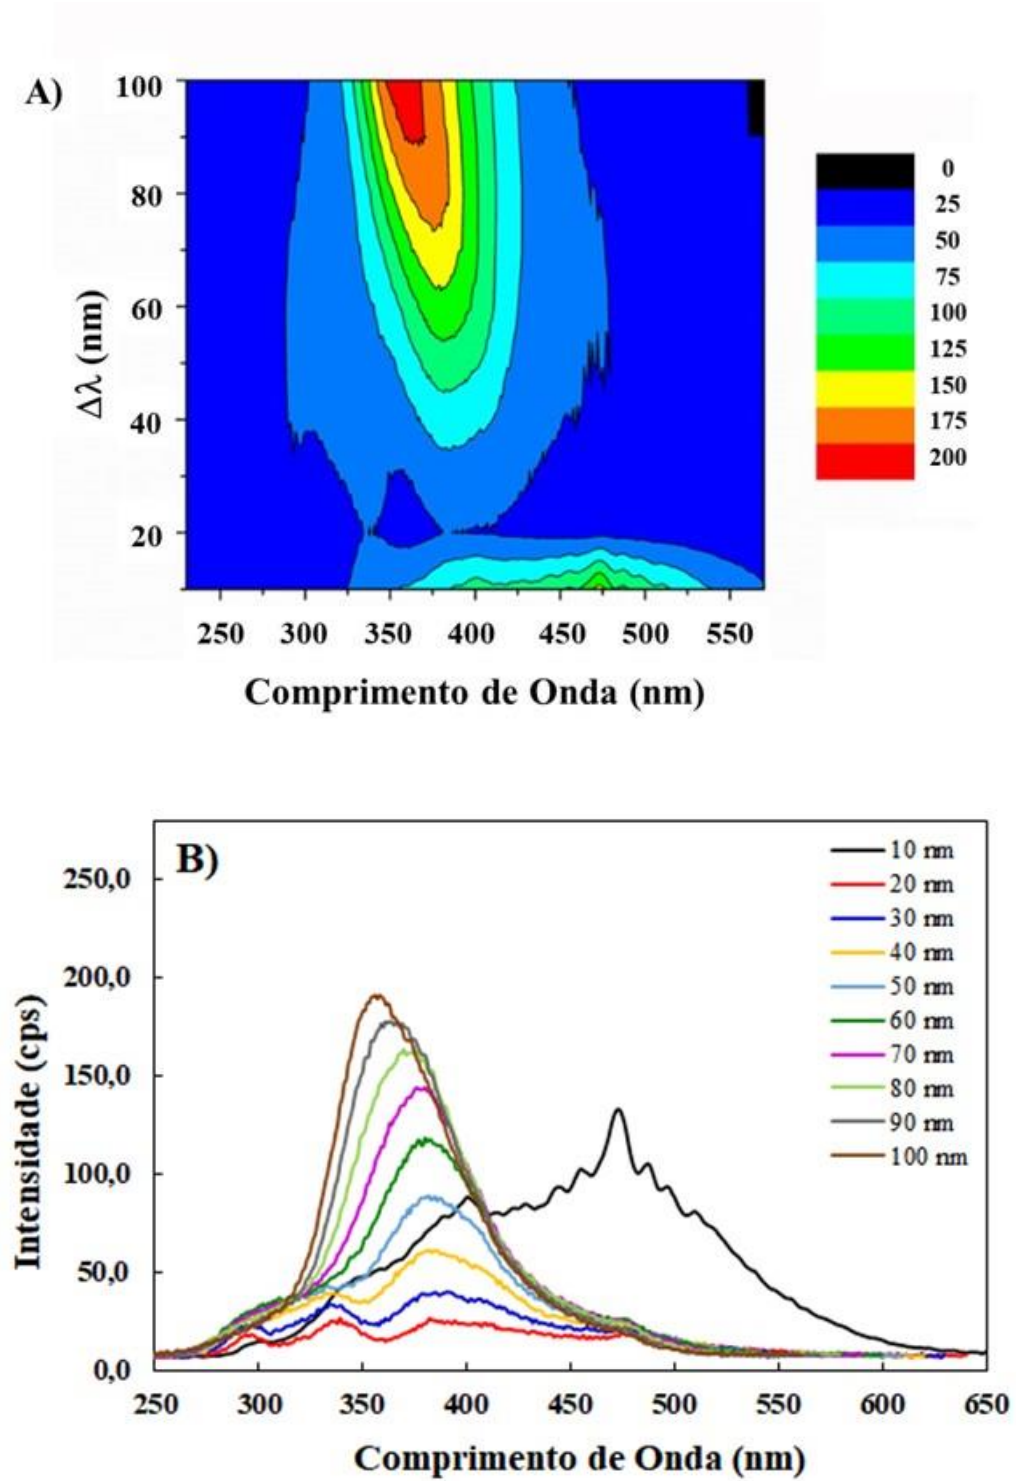 A)
100
80
60
40
20
Δλ (nm)
250 300 350 400 450 500 550
Comprimento de Onda (nm)
0
25
50
75
100
125
150
175
200
B)
250,0
200,0
150,0
100,0
50,0
0,0
Intensidade (cps)
10 nm
20 nm
30 nm
40 nm
50 nm
60 nm
70 nm
80 nm
90 nm
100 nm
250 300 350 400 450 500 550 600 650
Comprimento de Onda (nm)